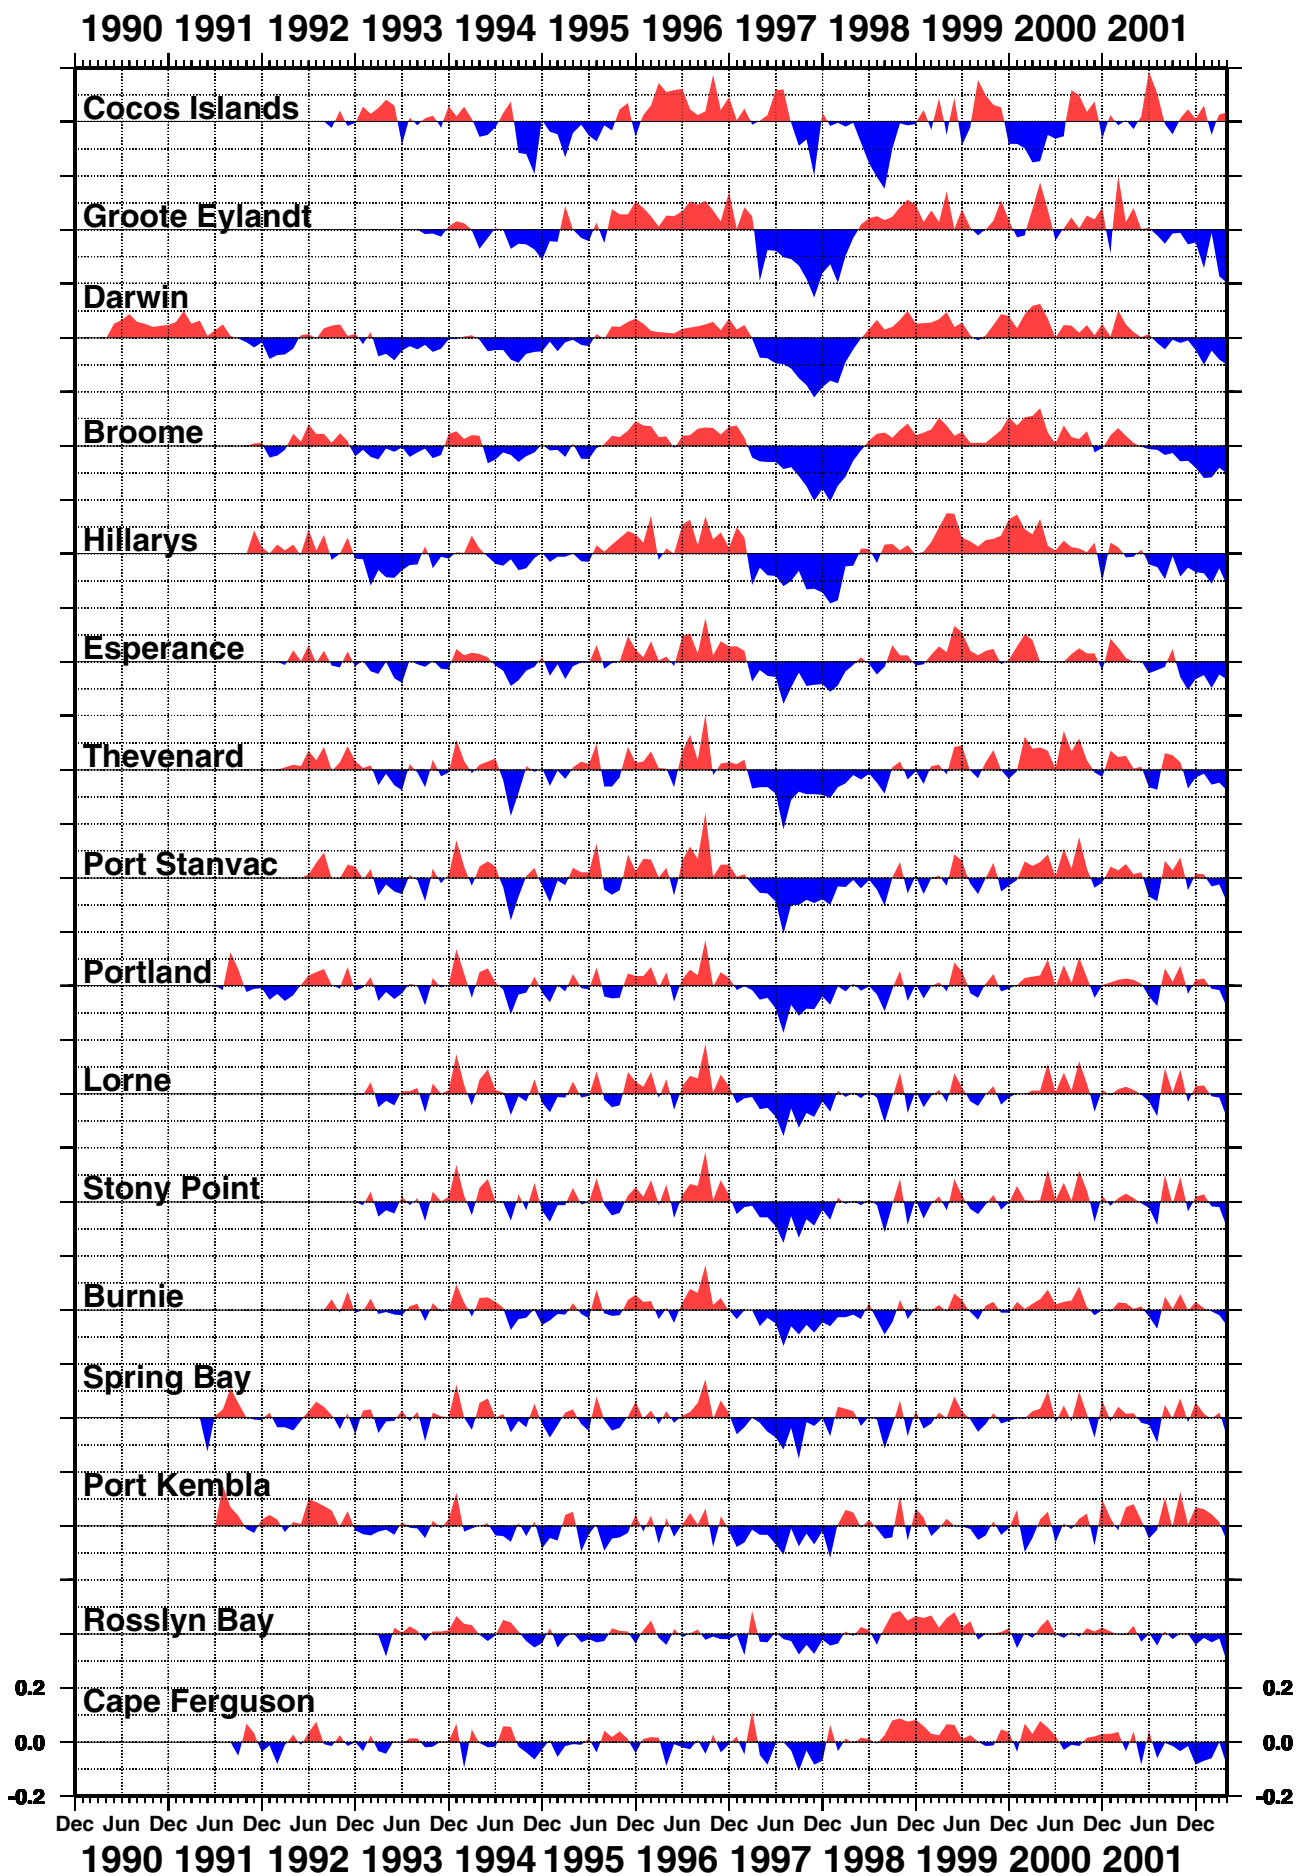 1990 1991 1992 1993 1994 1995 1996 1997 1998 1999 2000 2001
Cocos Islands
Groote Eylandt
Darwin
Broome
Hillarys
Esperance
Thevenard
Port Stanvac
Portland
Lorne
Stony Point
Burnie
Spring Bay
Port Kembla
Rosslyn Bay
0.2 0.2
Cape Ferguson
0.0 0.0
-0.2 -0.2
Dec Jun Dec Jun Dec Jun Dec Jun Dec Jun Dec Jun Dec Jun Dec Jun Dec Jun Dec Jun Dec Jun Dec Jun Dec
1990 1991 1992 1993 1994 1995 1996 1997 1998 1999 2000 2001